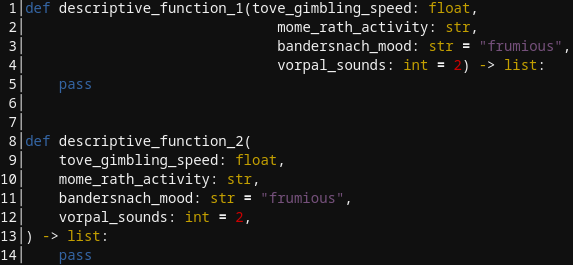 1 def descriptive_function_1(tove_gimbling_speed: float,
2                            mome_rath_activity: str,
3                            bandersnach_mood: str = "frumious",
4                            vorpal_sounds: int = 2) -> list:
5     pass
6
7
8 def descriptive_function_2(
9     tove_gimbling_speed: float,
10     mome_rath_activity: str,
11     bandersnach_mood: str = "frumious",
12     vorpal_sounds: int = 2,
13 ) -> list:
14     pass